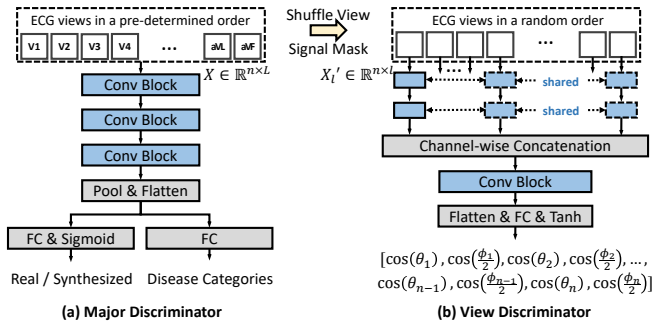 ECG views in a pre-determined order
V1 V2 V3 V4 ... aVL aVF
X ∈ ℝ^{n×L}
Conv Block
Conv Block
Conv Block
Pool & Flatten
FC & Sigmoid FC
Real / Synthesized Disease Categories
(a) Major Discriminator
Shuffle View
Signal Mask
ECG views in a random order
...
X_l′ ∈ ℝ^{n×l}
... shared
shared
Channel-wise Concatenation
Conv Block
Flatten & FC & Tanh
[cos(θ_1), cos(ϕ_1/2), cos(θ_2), cos(ϕ_2/2), ...,
cos(θ_{n−1}), cos(ϕ_{n−1}/2), cos(θ_n), cos(ϕ_n/2)]
(b) View Discriminator